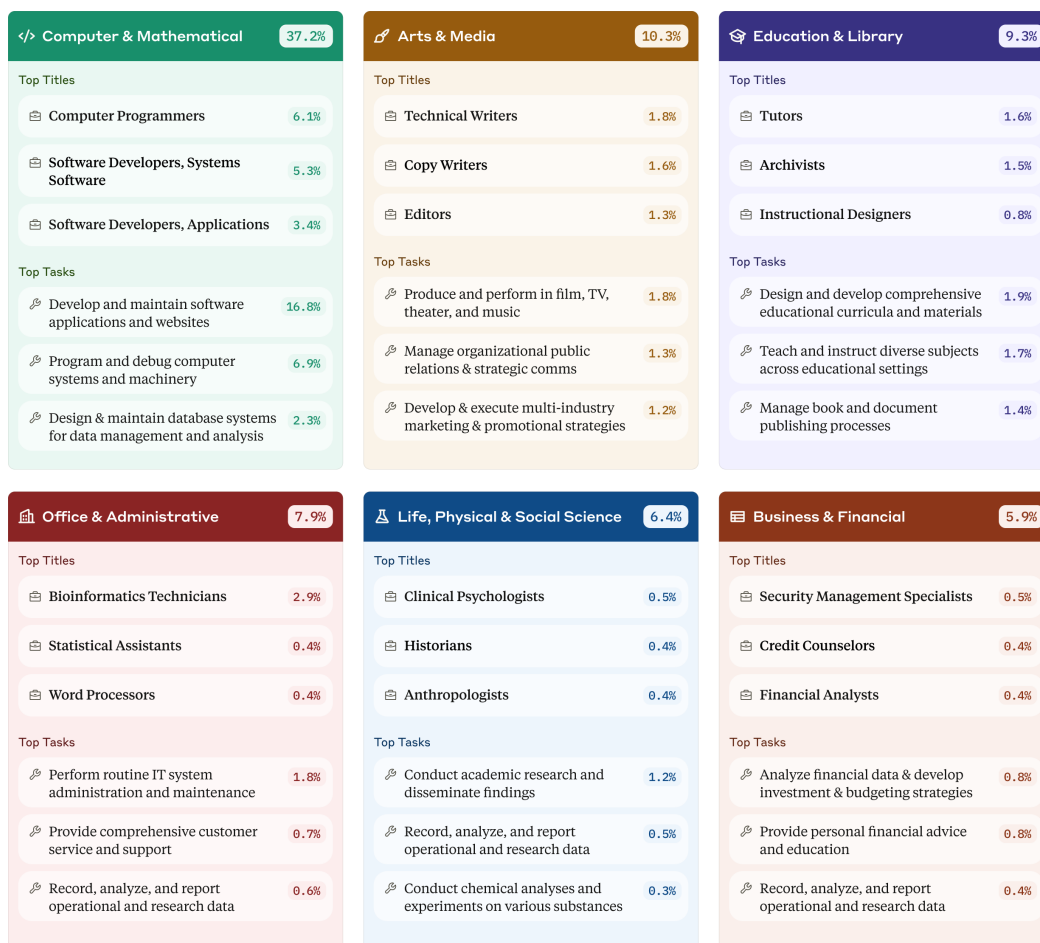 Computer & Mathematical 37.2%
Top Titles
Computer Programmers 6.1%
Software Developers, Systems
Software 5.3%
Software Developers, Applications 3.4%
Top Tasks
Develop and maintain software
applications and websites 16.8%
Program and debug computer
systems and machinery 6.9%
Design & maintain database systems
for data management and analysis 2.3%
Arts & Media 10.3%
Top Titles
Technical Writers 1.8%
Copy Writers 1.6%
Editors 1.3%
Top Tasks
Produce and perform in film, TV,
theater, and music 1.8%
Manage organizational public
relations & strategic comms 1.3%
Develop & execute multi-industry
marketing & promotional strategies 1.2%
Education & Library 9.3%
Top Titles
Tutors 1.6%
Archivists 1.5%
Instructional Designers 0.8%
Top Tasks
Design and develop comprehensive
educational curricula and materials 1.9%
Teach and instruct diverse subjects
across educational settings 1.7%
Manage book and document
publishing processes 1.4%
Office & Administrative 7.9%
Top Titles
Bioinformatics Technicians 2.9%
Statistical Assistants 0.4%
Word Processors 0.4%
Top Tasks
Perform routine IT system
administration and maintenance 1.8%
Provide comprehensive customer
service and support 0.7%
Record, analyze, and report
operational and research data 0.6%
Life, Physical & Social Science 6.4%
Top Titles
Clinical Psychologists 0.5%
Historians 0.4%
Anthropologists 0.4%
Top Tasks
Conduct academic research and
disseminate findings 1.2%
Record, analyze, and report
operational and research data 0.5%
Conduct chemical analyses and
experiments on various substances 0.3%
Business & Financial 5.9%
Top Titles
Security Management Specialists 0.5%
Credit Counselors 0.4%
Financial Analysts 0.4%
Top Tasks
Analyze financial data & develop
investment & budgeting strategies 0.8%
Provide personal financial advice
and education 0.8%
Record, analyze, and report
operational and research data 0.4%